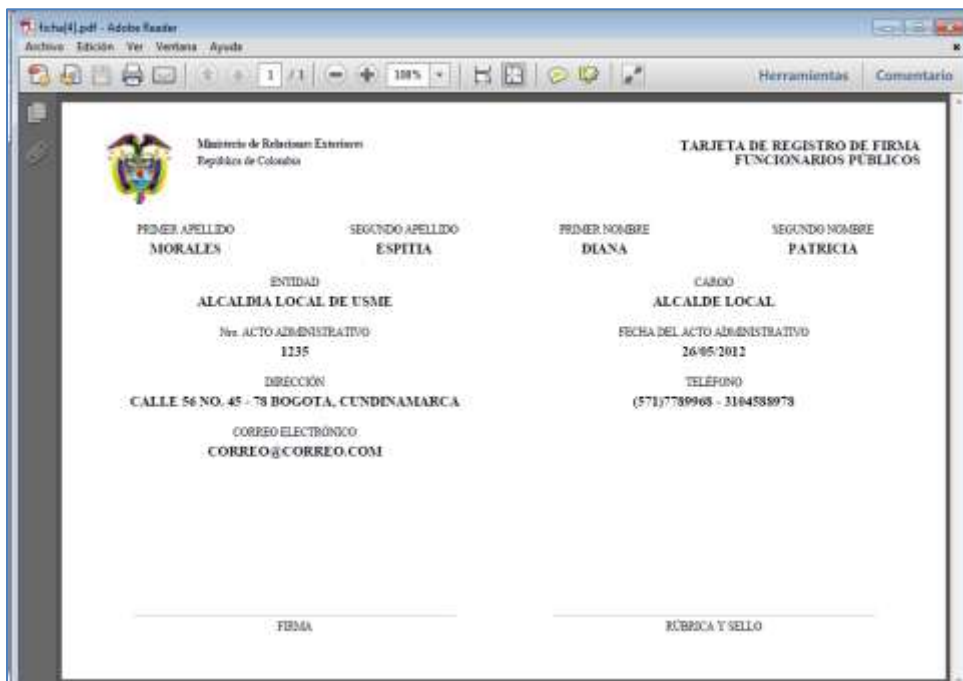 ficha[4].pdf - Adobe Reader
Archivo Edición Ver Ventana Ayuda
1 / 1 108% Herramientas Comentario
Ministerio de Relaciones Exteriores
República de Colombia
TARJETA DE REGISTRO DE FIRMA
FUNCIONARIOS PÚBLICOS
PRIMER APELLIDO SEGUNDO APELLIDO PRIMER NOMBRE SEGUNDO NOMBRE
MORALES ESPITIA DIANA PATRICIA
ENTIDAD CARGO
ALCALDIA LOCAL DE USME ALCALDE LOCAL
Nro. ACTO ADMINISTRATIVO FECHA DEL ACTO ADMINISTRATIVO
1235 26/05/2012
DIRECCIÓN TELÉFONO
CALLE 56 NO. 45 - 78 BOGOTA, CUNDINAMARCA (571)7789968 - 3104588978
CORREO ELECTRÓNICO
CORREO@CORREO.COM
FIRMA RÚBRICA Y SELLO